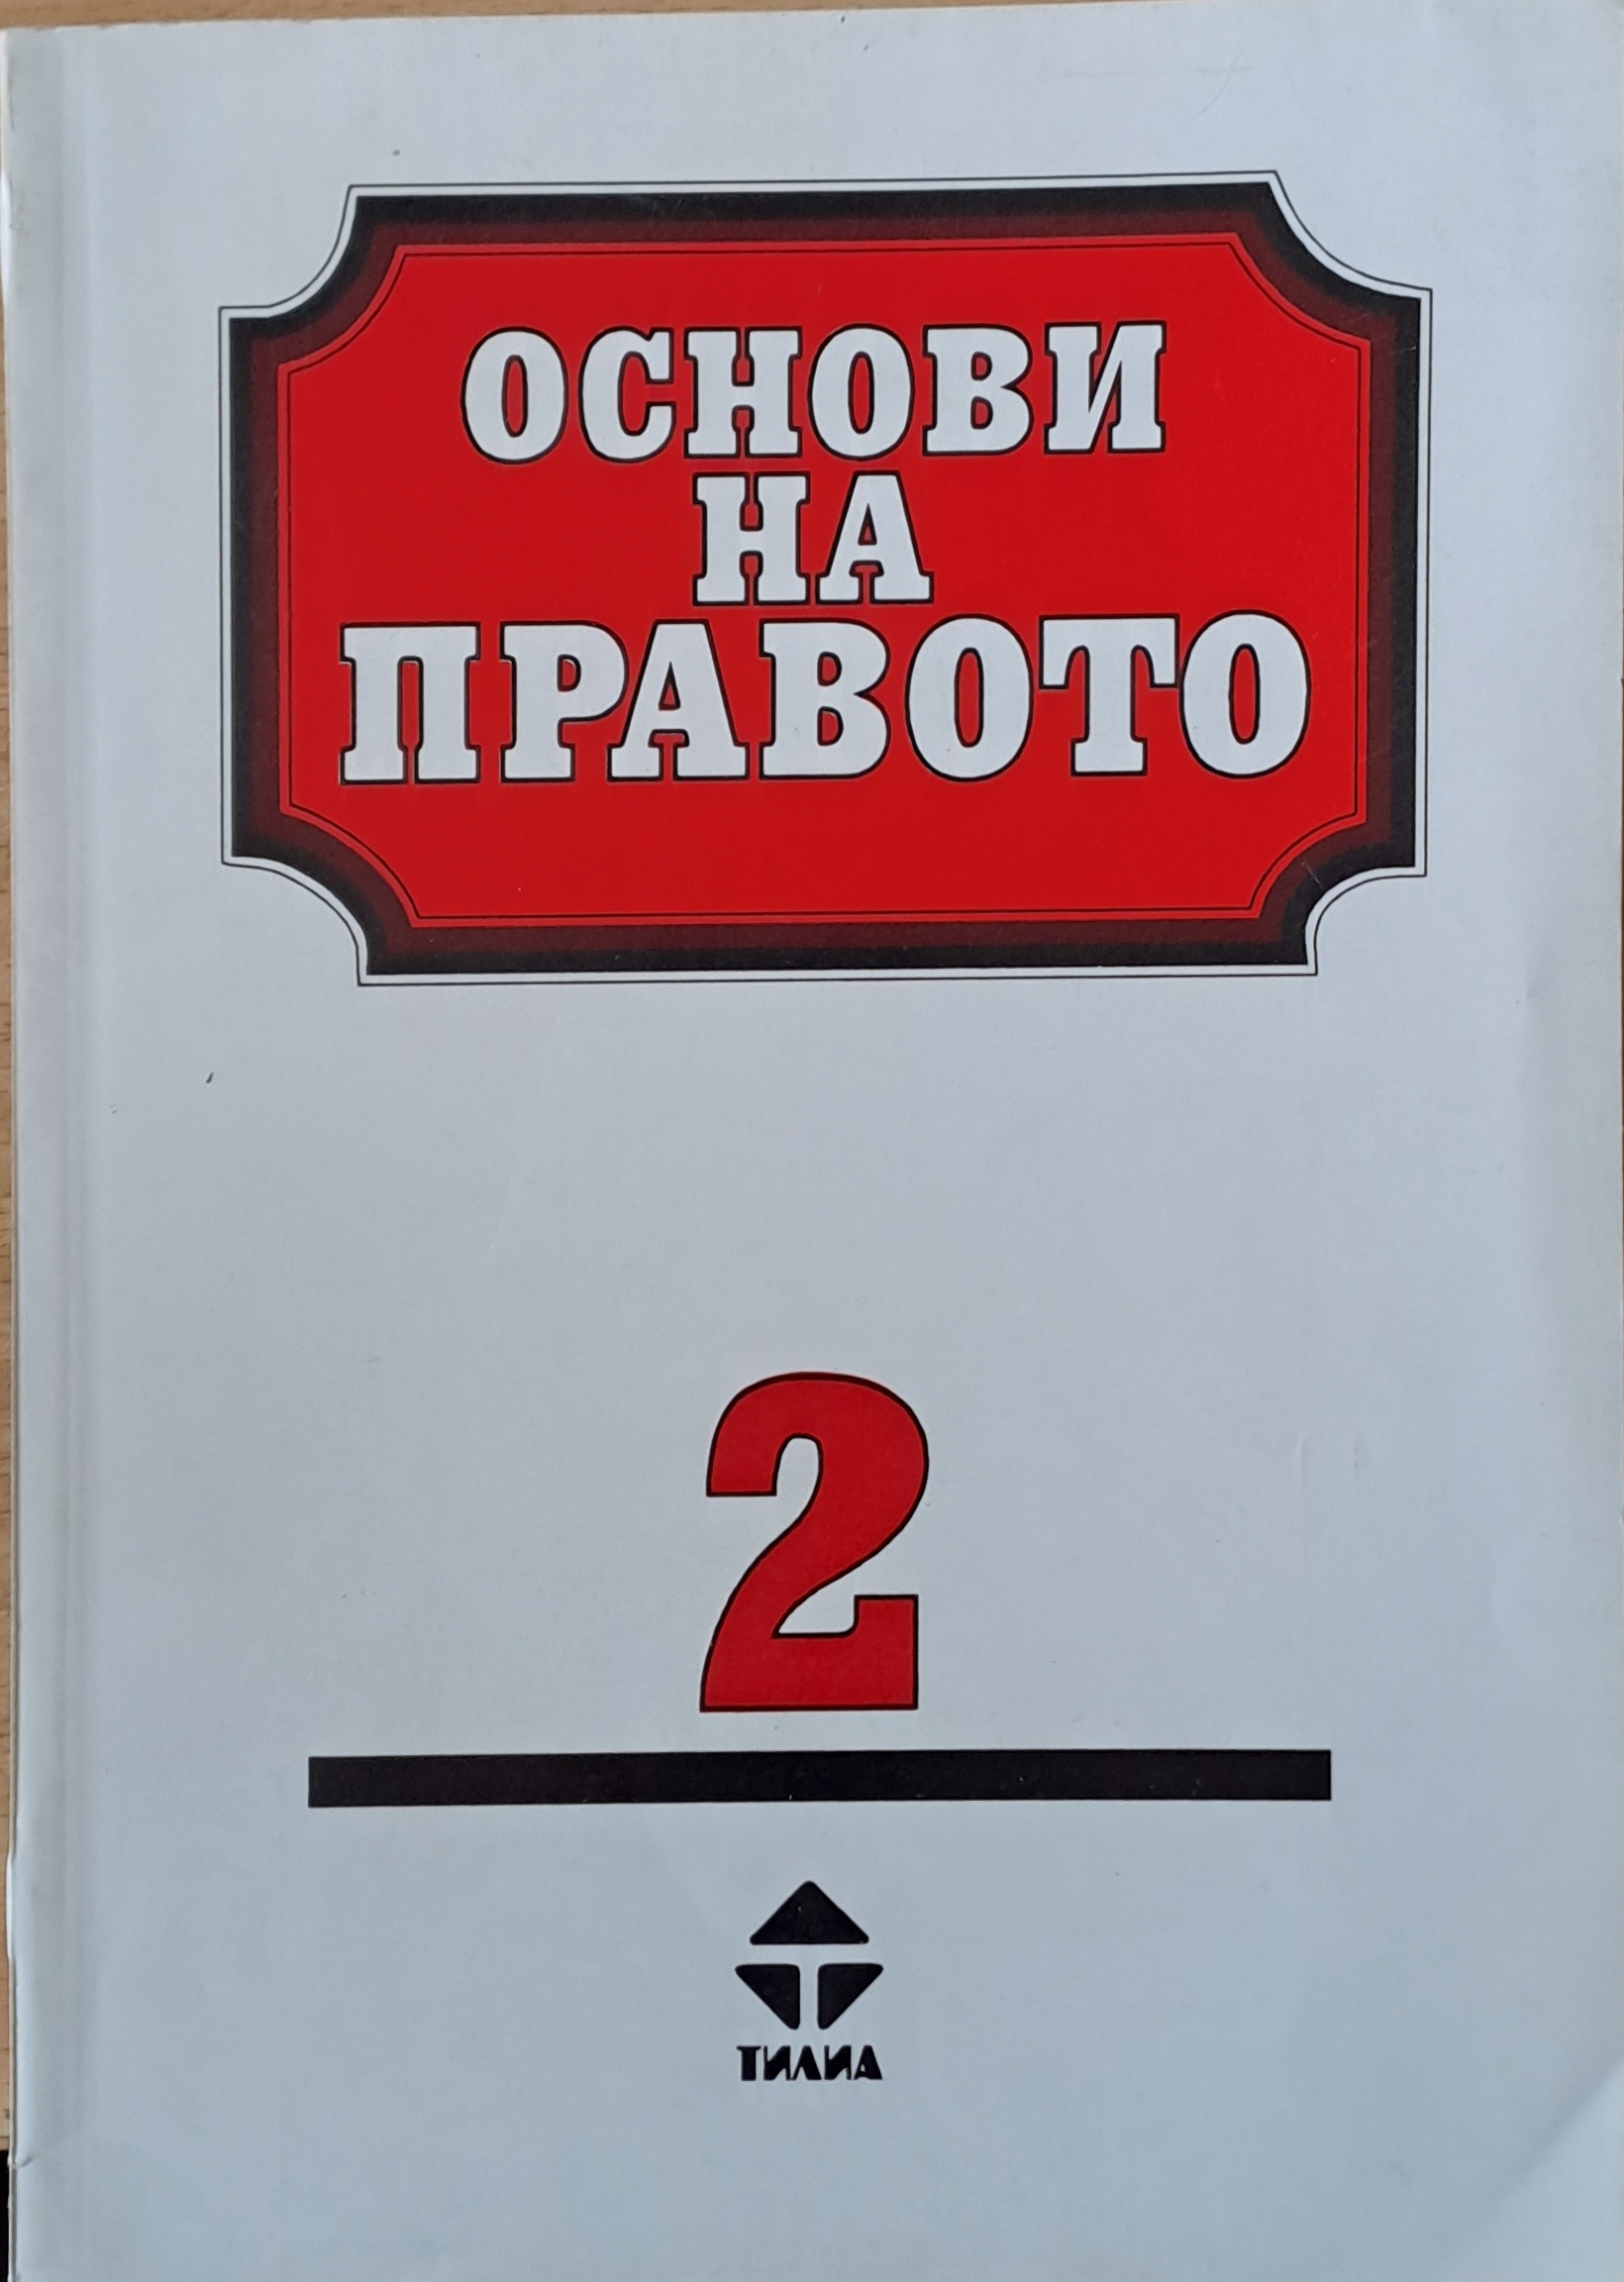 ОСНОВИ
НА
ПРАВОТО
2
ТИЛИА